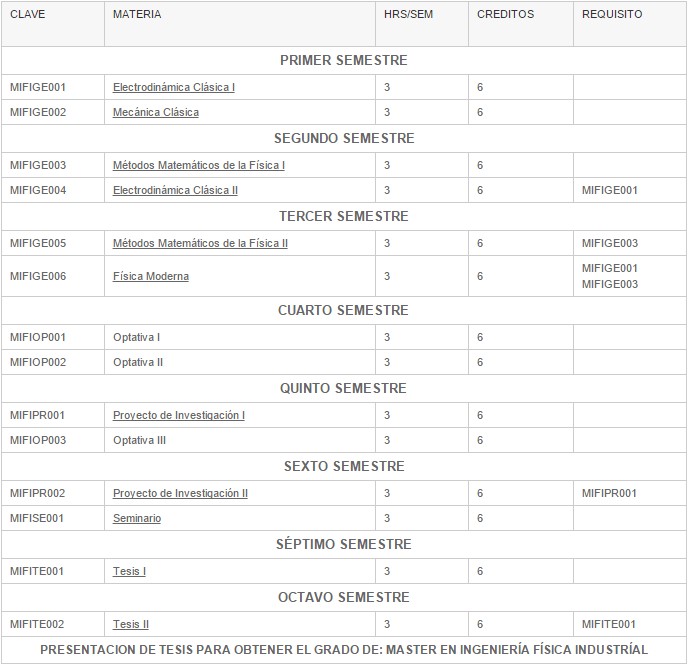 CLAVE MATERIA HRS/SEM CREDITOS REQUISITO
PRIMER SEMESTRE
MIFIGE001 Electrodinámica Clásica I 3 6
MIFIGE002 Mecánica Clásica 3 6
SEGUNDO SEMESTRE
MIFIGE003 Métodos Matemáticos de la Física I 3 6
MIFIGE004 Electrodinámica Clásica II 3 6 MIFIGE001
TERCER SEMESTRE
MIFIGE005 Métodos Matemáticos de la Física II 3 6 MIFIGE003
MIFIGE006 Física Moderna 3 6 MIFIGE001
MIFIGE003
CUARTO SEMESTRE
MIFIOP001 Optativa I 3 6
MIFIOP002 Optativa II 3 6
QUINTO SEMESTRE
MIFIPR001 Proyecto de Investigación I 3 6
MIFIOP003 Optativa III 3 6
SEXTO SEMESTRE
MIFIPR002 Proyecto de Investigación II 3 6 MIFIPR001
MIFISE001 Seminario 3 6
SÉPTIMO SEMESTRE
MIFITE001 Tesis I 3 6
OCTAVO SEMESTRE
MIFITE002 Tesis II 3 6 MIFITE001
PRESENTACION DE TESIS PARA OBTENER EL GRADO DE: MASTER EN INGENIERÍA FÍSICA INDUSTRÍAL